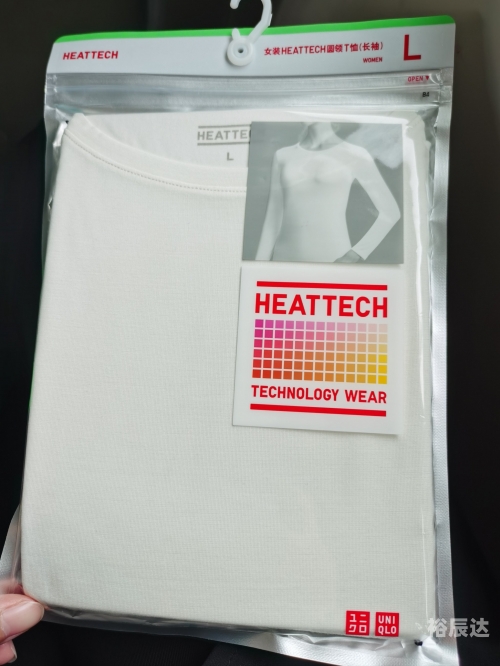 HEATTECH
女装HEATTECH圆领T恤(长袖)
WOMEN
L
OPEN
HEATTECH
L
HEATTECH
TECHNOLOGY WEAR
ユニ
クロ
UNI
QLO
裕辰达